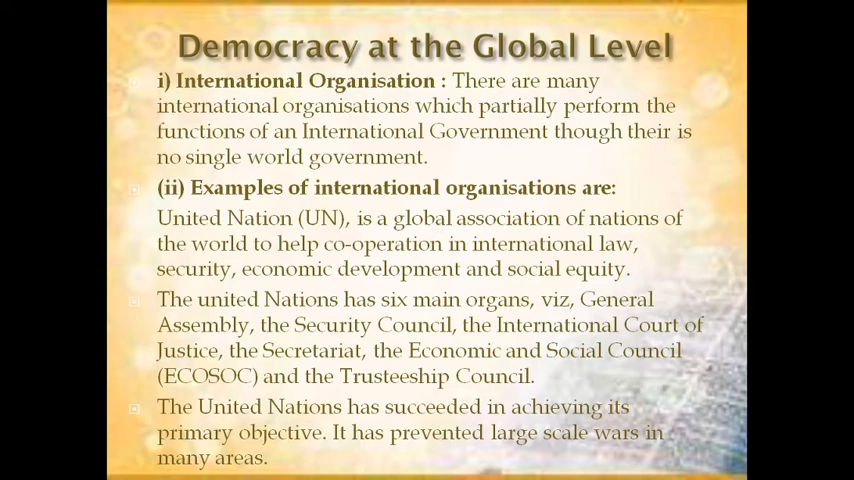 Democracy at the Global Level
i) International Organisation : There are many
international organisations which partially perform the
functions of an International Government though their is
no single world government.
(ii) Examples of international organisations are:
United Nation (UN), is a global association of nations of
the world to help co-operation in international law,
security, economic development and social equity.
The united Nations has six main organs, viz, General
Assembly, the Security Council, the International Court of
Justice, the Secretariat, the Economic and Social Council
(ECOSOC) and the Trusteeship Council.
The United Nations has succeeded in achieving its
primary objective. It has prevented large scale wars in
many areas.